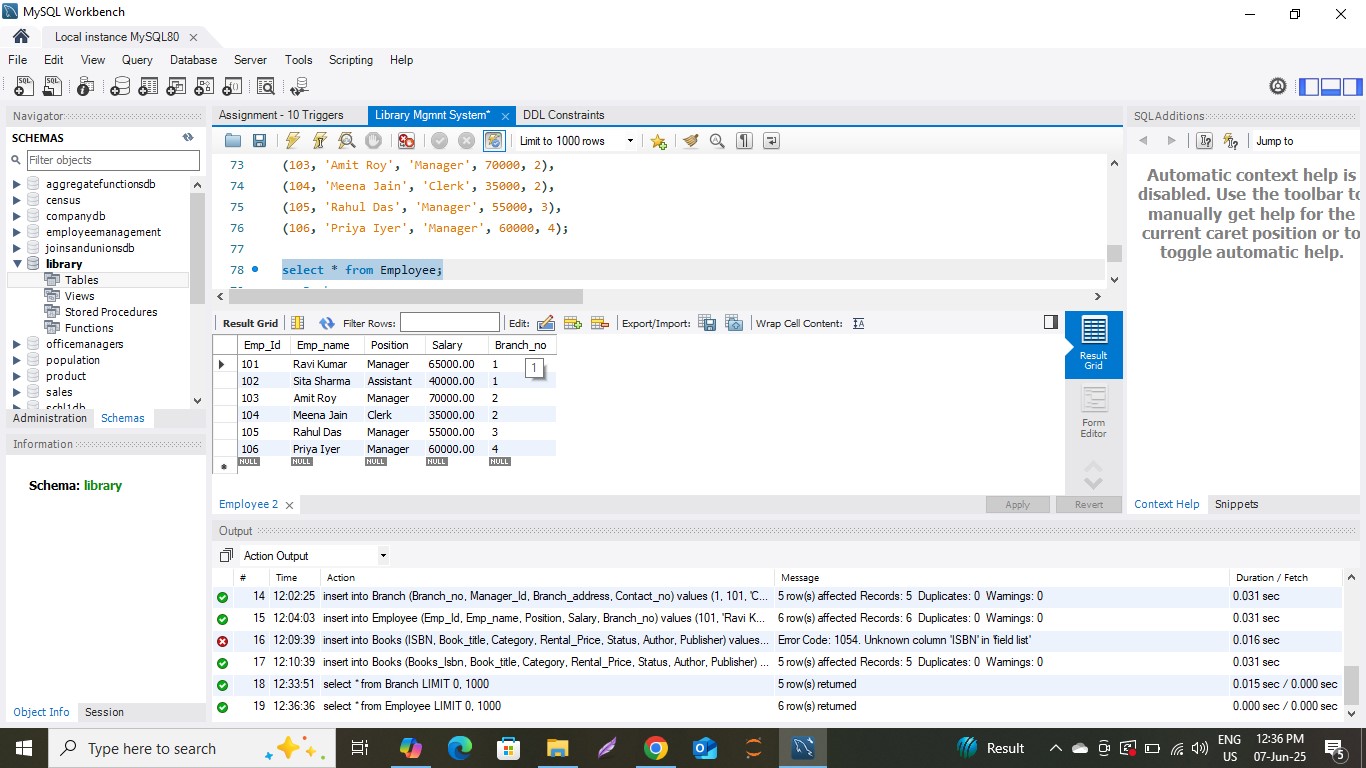 MySQL Workbench
Local instance MySQL80
File Edit View Query Database Server Tools Scripting Help
Navigator
SCHEMAS
Filter objects
aggregatefunctionsdb
census
companydb
employeemanagement
joinsandunionsdb
library
Tables
Views
Stored Procedures
Functions
officemanagers
population
product
sales
schl1db
Administration Schemas
Information
Schema: library
Object Info Session
Assignment - 10 Triggers Library Mgmnt System* DDL Constraints
Limit to 1000 rows
73 (103, 'Amit Roy', 'Manager', 70000, 2),
74 (104, 'Meena Jain', 'Clerk', 35000, 2),
75 (105, 'Rahul Das', 'Manager', 55000, 3),
76 (106, 'Priya Iyer', 'Manager', 60000, 4);
77
78 select * from Employee;
Result Grid Filter Rows: Edit: Export/Import: Wrap Cell Content:
Emp_Id Emp_name Position Salary Branch_no
101 Ravi Kumar Manager 65000.00 1
1
102 Sita Sharma Assistant 40000.00 1
103 Amit Roy Manager 70000.00 2
104 Meena Jain Clerk 35000.00 2
105 Rahul Das Manager 55000.00 3
106 Priya Iyer Manager 60000.00 4
NULL NULL NULL NULL NULL
Result Grid
Form Editor
Employee 2
Apply Revert
SQLAdditions
Jump to
Automatic context help is
disabled. Use the toolbar to
manually get help for the
current caret position or to
toggle automatic help.
Context Help Snippets
Output
Action Output
# Time Action Message Duration / Fetch
14 12:02:25 insert into Branch (Branch_no, Manager_Id, Branch_address, Contact_no) values (1, 101, 'C... 5 row(s) affected Records: 5 Duplicates: 0 Warnings: 0 0.031 sec
15 12:04:03 insert into Employee (Emp_Id, Emp_name, Position, Salary, Branch_no) values (101, 'Ravi K... 6 row(s) affected Records: 6 Duplicates: 0 Warnings: 0 0.031 sec
16 12:09:39 insert into Books (ISBN, Book_title, Category, Rental_Price, Status, Author, Publisher) values... Error Code: 1054. Unknown column 'ISBN' in 'field list' 0.016 sec
17 12:10:39 insert into Books (Books_Isbn, Book_title, Category, Rental_Price, Status, Author, Publisher) ... 5 row(s) affected Records: 5 Duplicates: 0 Warnings: 0 0.031 sec
18 12:33:51 select * from Branch LIMIT 0, 1000 5 row(s) returned 0.015 sec / 0.000 sec
19 12:36:36 select * from Employee LIMIT 0, 1000 6 row(s) returned 0.000 sec / 0.000 sec
Type here to search
Result
ENG
US
12:36 PM
07-Jun-25
5